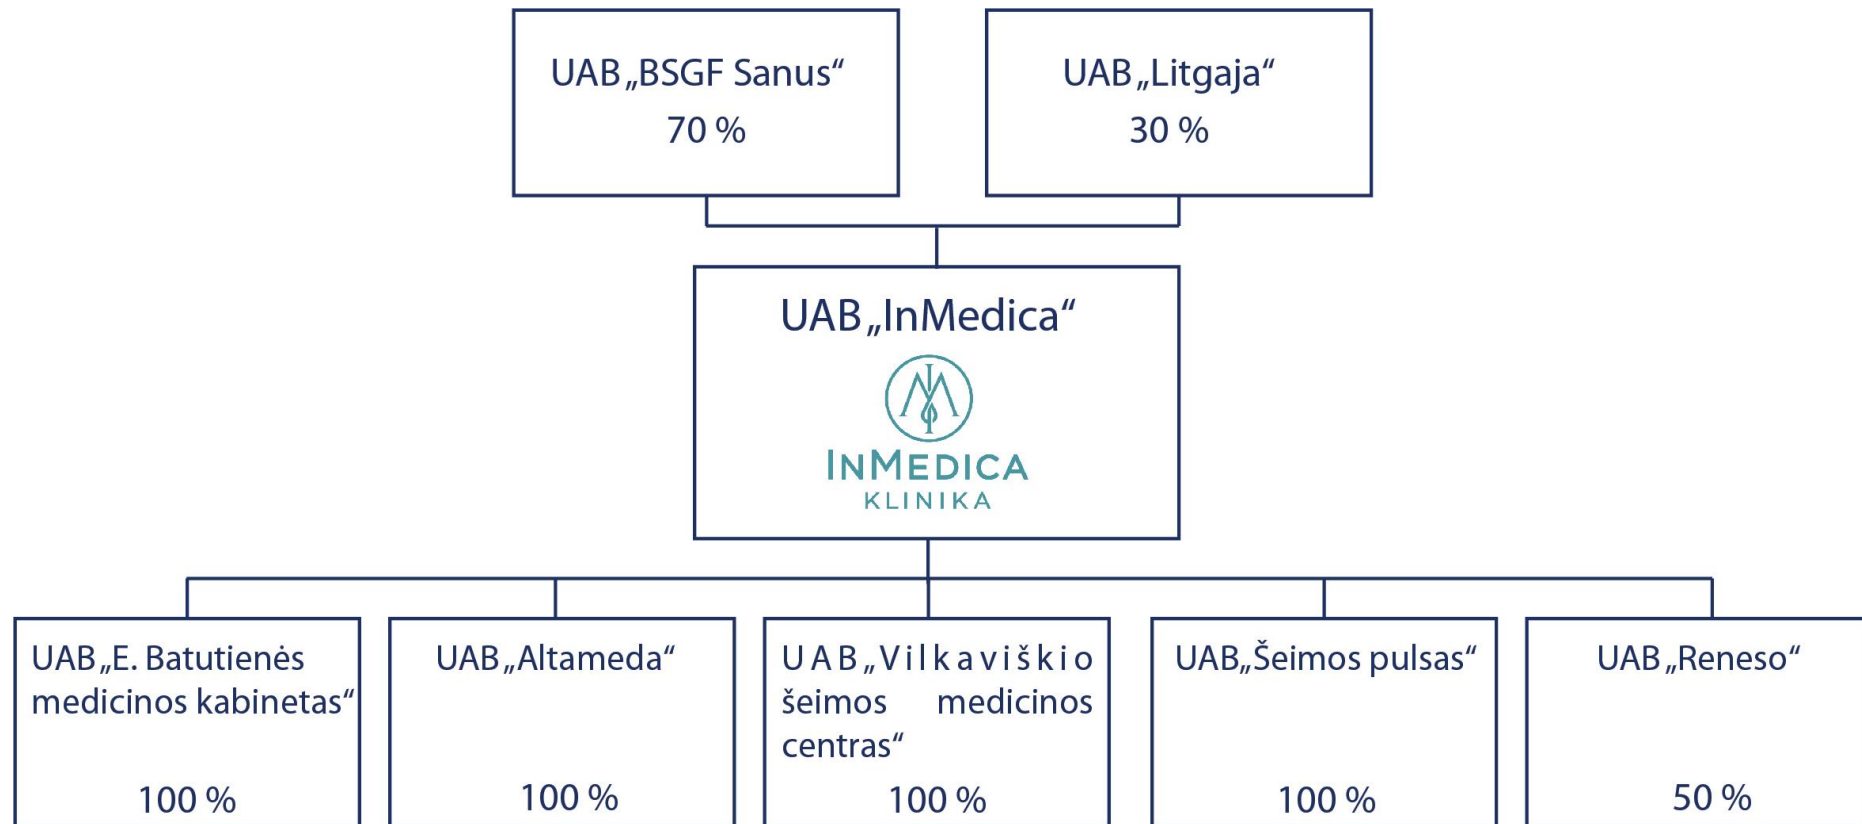 UAB „BSGF Sanus“
70 %
UAB „Litgaja“
30 %
UAB „InMedica“
IM
INMEDICA
KLINIKA
UAB „E. Batutienės
medicinos kabinetas“
100 %
UAB „Altameda“
100 %
UAB „Vilkaviškio
šeimos medicinos
centras“
100 %
UAB „Šeimos pulsas“
100 %
UAB „Reneso“
50 %